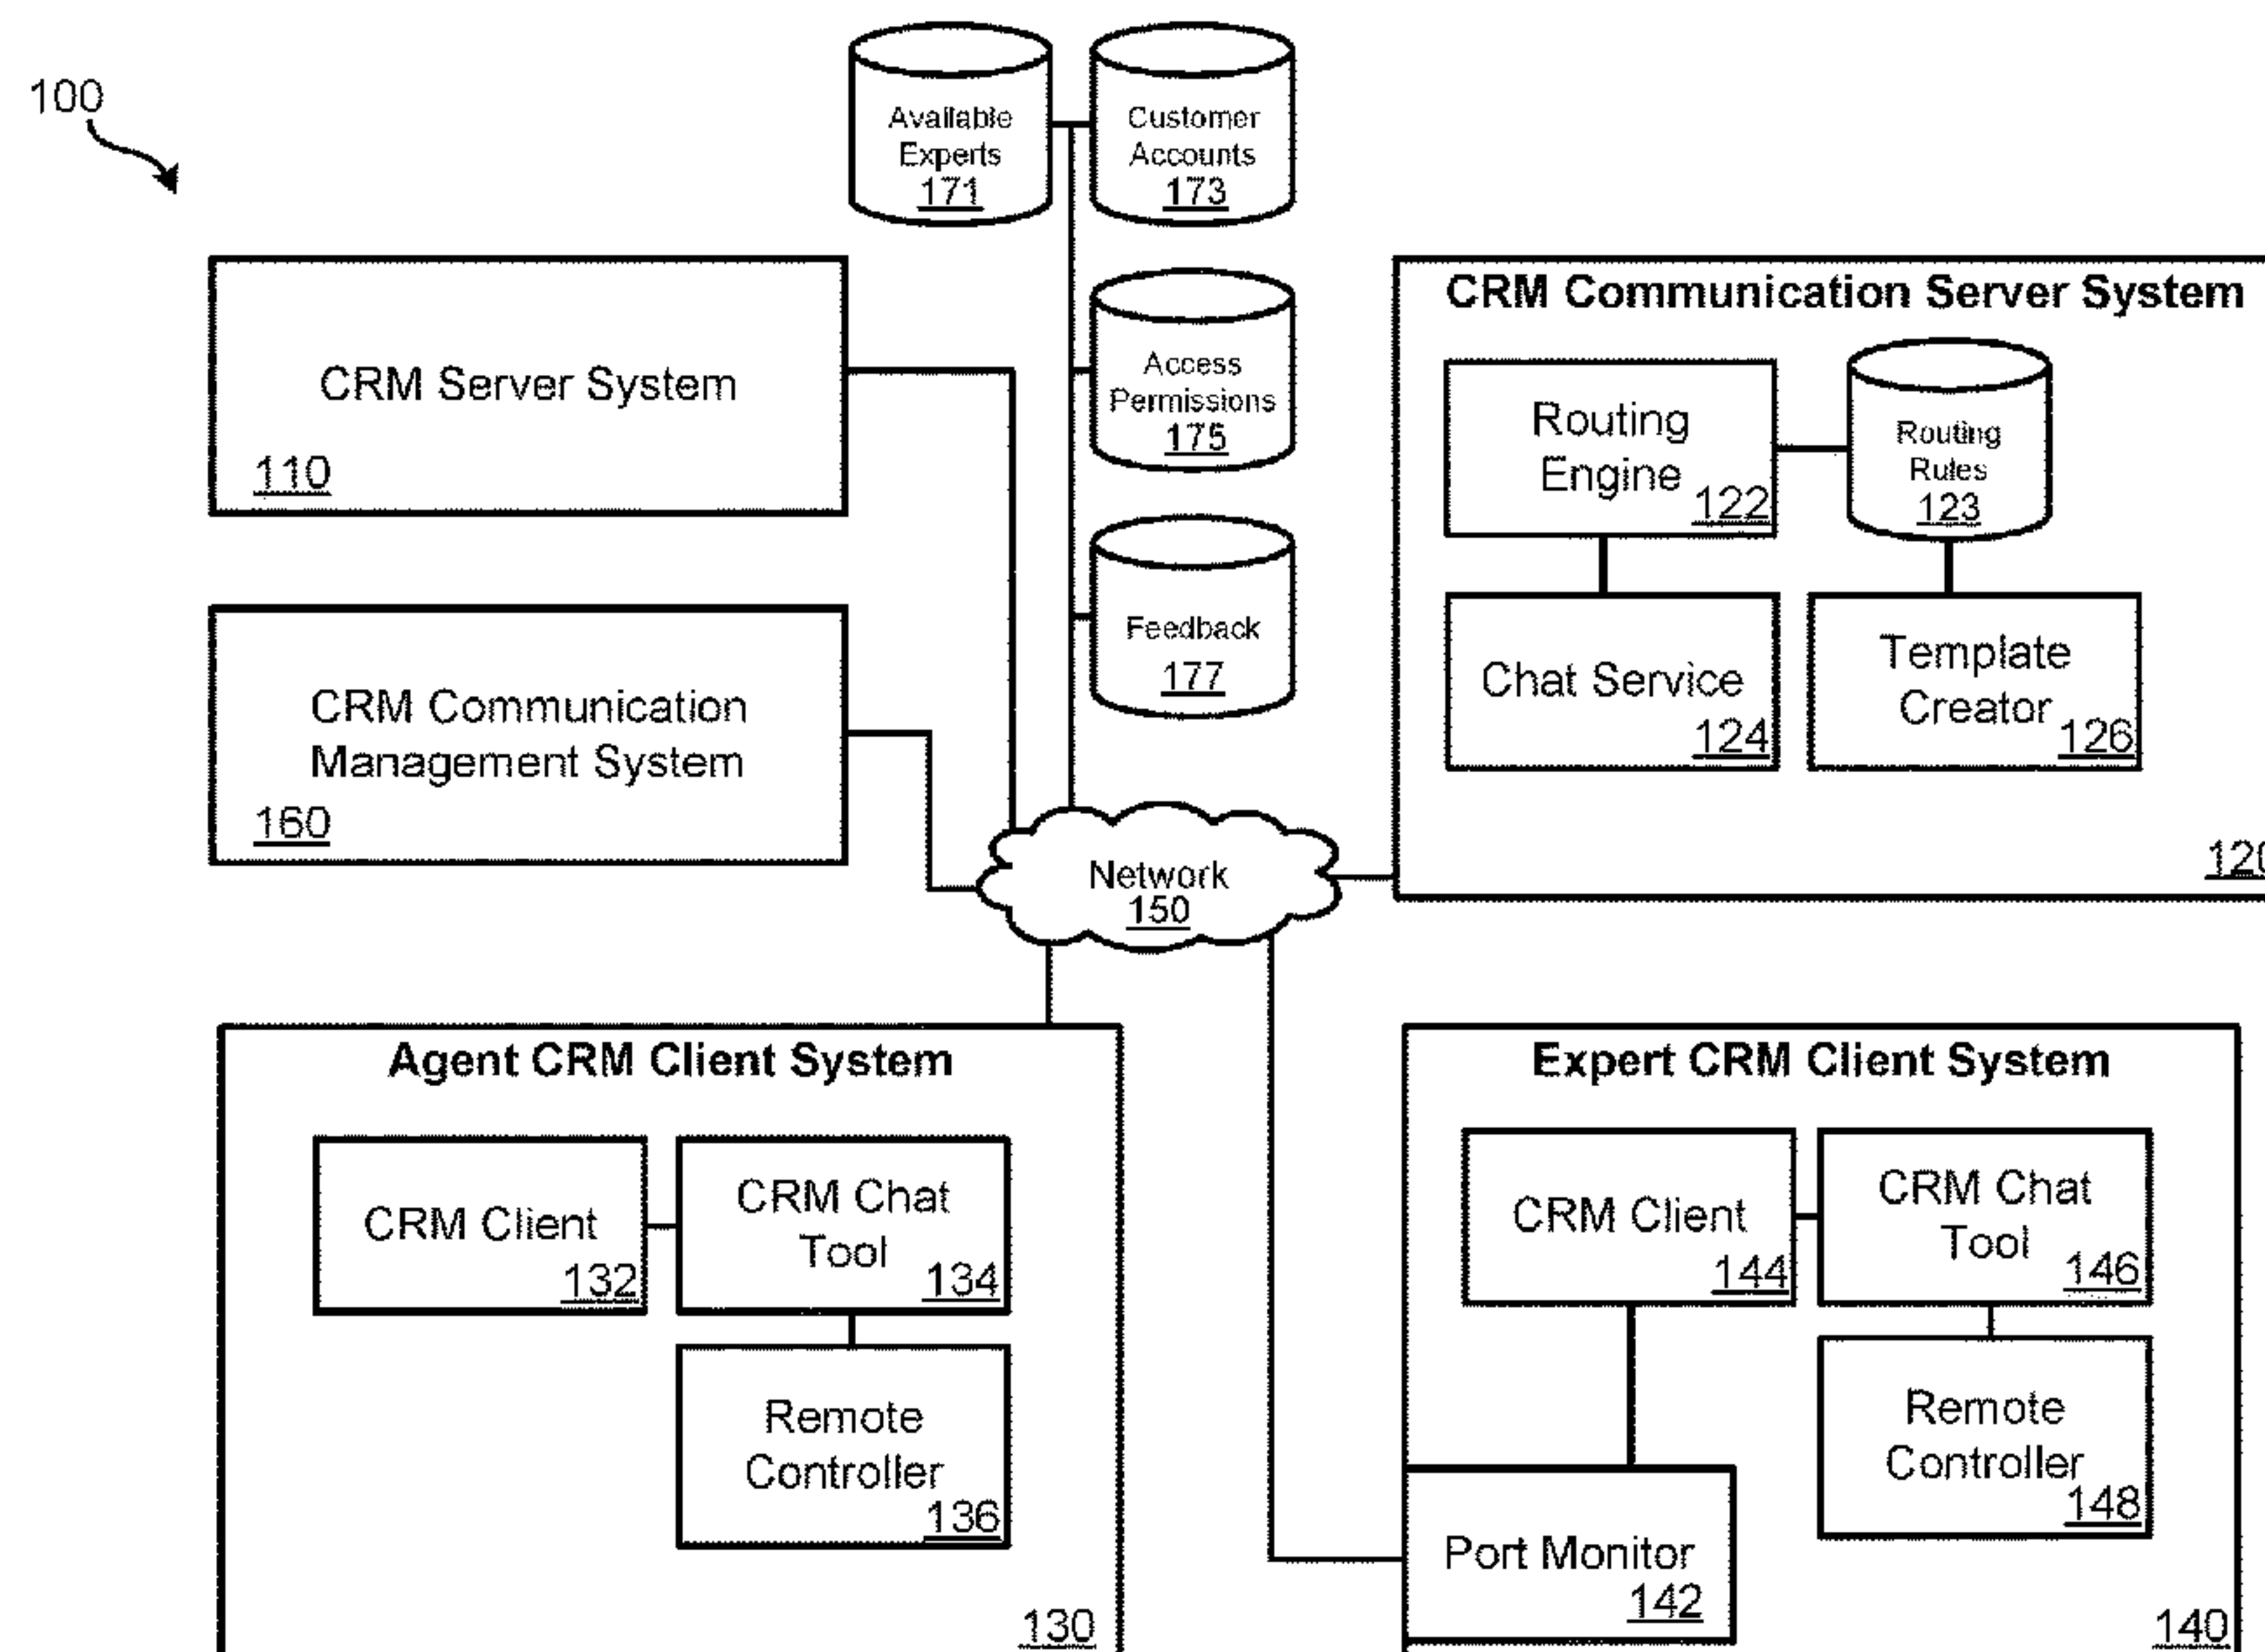 100
Available
Experts
171
Customer
Accounts
173
CRM Server System
110
Access
Permissions
175
CRM Communication Server System
Routing
Engine
122
Routing
Rules
123
Feedback
177
Chat Service
124
Template
Creator
126
120
CRM Communication
Management System
160
Network
150
Agent CRM Client System
CRM Client
132
CRM Chat
Tool
134
Remote
Controller
136
130
Expert CRM Client System
CRM Client
144
CRM Chat
Tool
146
Remote
Controller
148
Port Monitor
142
140